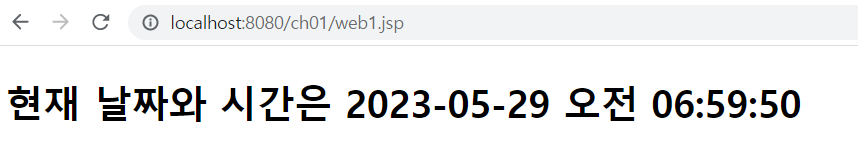 localhost:8080/ch01/web1.jsp
현재 날짜와 시간은 2023-05-29 오전 06:59:50